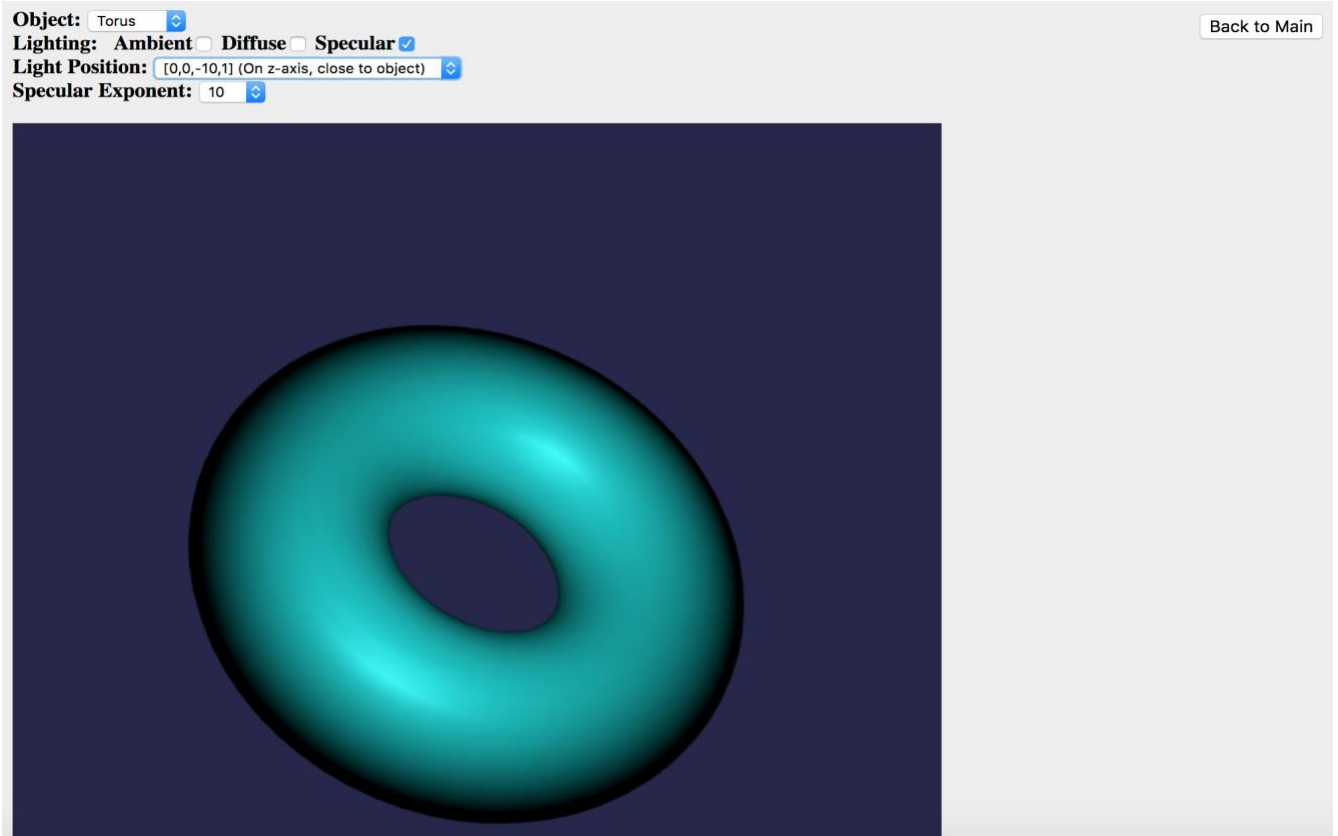 Object: Torus
Back to Main
Lighting: Ambient Diffuse Specular
Light Position: [0,0,-10,1] (On z-axis, close to object)
Specular Exponent: 10